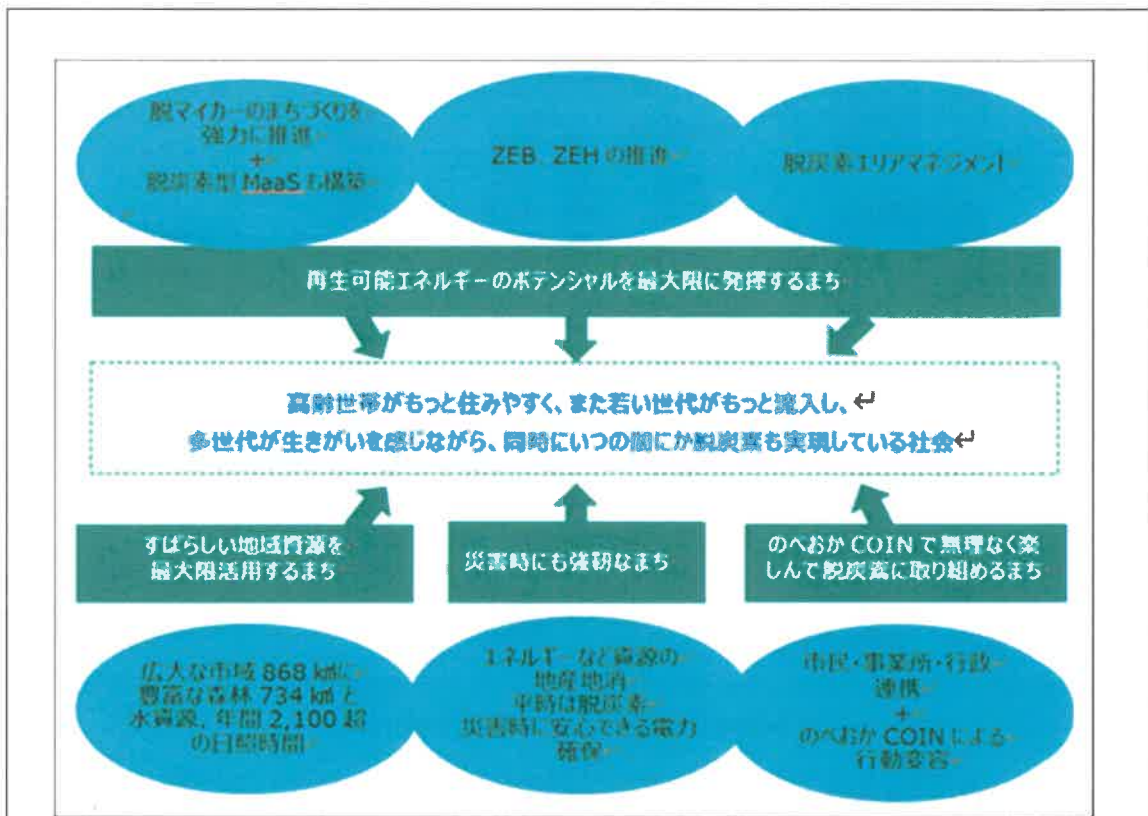 脱マイカーのまちづくりを
強力に推進
+
脱炭素型 MaaS も構築
ZEB、ZEH の推進
脱炭素エリアマネジメント
再生可能エネルギーのポテンシャルを最大限に発揮するまち
高齢世帯がもっと住みやすく、また若い世代がもっと流入し、↵
多世代が生きがいを感じながら、同時にいつの間にか脱炭素も実現している社会↵
すばらしい地域資源を
最大限活用するまち
災害時にも強靭なまち
のべおか COIN で無理なく楽
しんで脱炭素に取り組めるまち
広大な市域 868 ㎢に
豊富な森林 734 ㎢と
水資源、年間 2,100 超
の日照時間
エネルギーなど資源の
地産地消
平時は脱炭素
災害時に安心できる電力
確保
市民・事業所・行政
連携
+
のべおか COIN による
行動変容